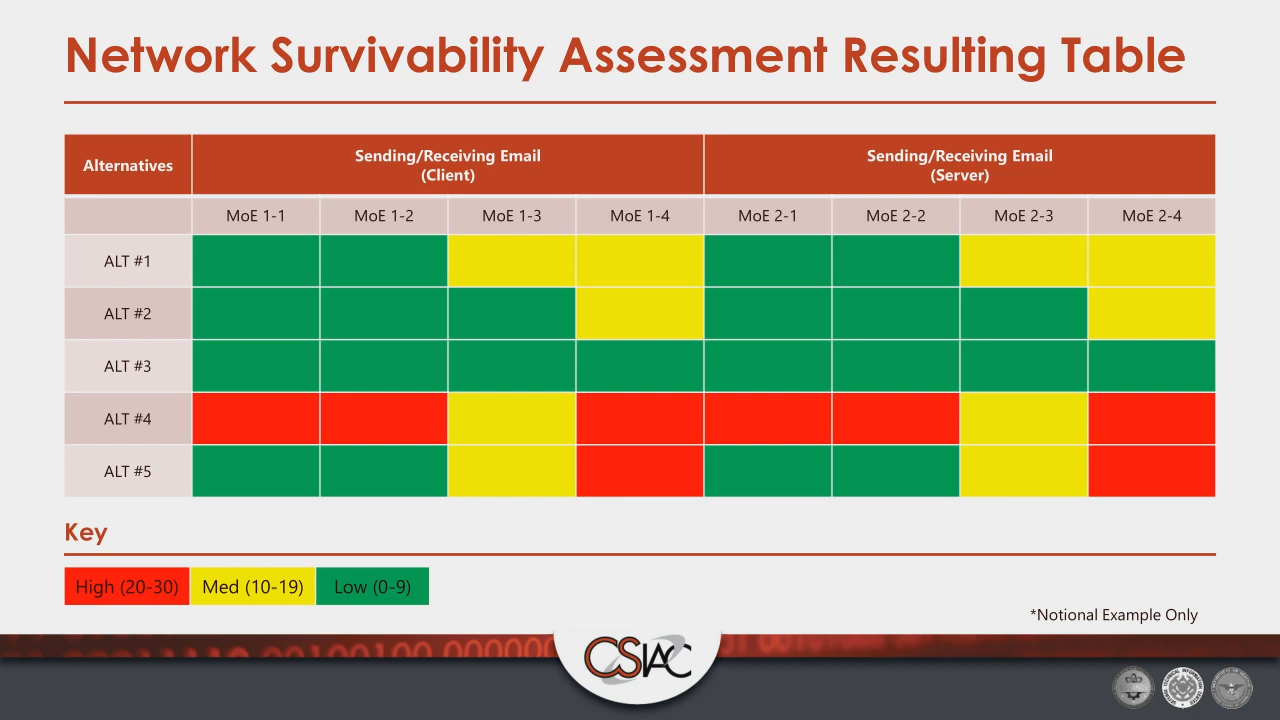 Network Survivability Assessment Resulting Table
Alternatives
Sending/Receiving Email
(Client)
Sending/Receiving Email
(Server)
MoE 1-1 MoE 1-2 MoE 1-3 MoE 1-4 MoE 2-1 MoE 2-2 MoE 2-3 MoE 2-4
ALT #1
ALT #2
ALT #3
ALT #4
ALT #5
Key
High (20-30) Med (10-19) Low (0-9)
*Notional Example Only
CSIAC